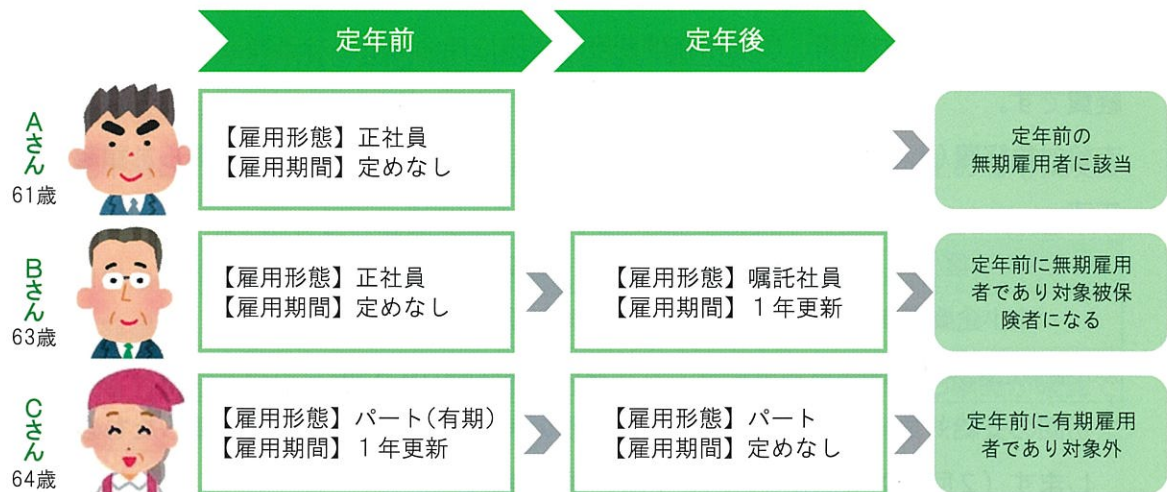 定年前
定年後
Aさん
61歳
【雇用形態】正社員
【雇用期間】定めなし
定年前の
無期雇用者に該当
Bさん
63歳
【雇用形態】正社員
【雇用期間】定めなし
【雇用形態】嘱託社員
【雇用期間】1年更新
定年前に無期雇用
者であり対象被保
険者になる
Cさん
64歳
【雇用形態】パート(有期)
【雇用期間】1年更新
【雇用形態】パート
【雇用期間】定めなし
定年前に有期雇用
者であり対象外